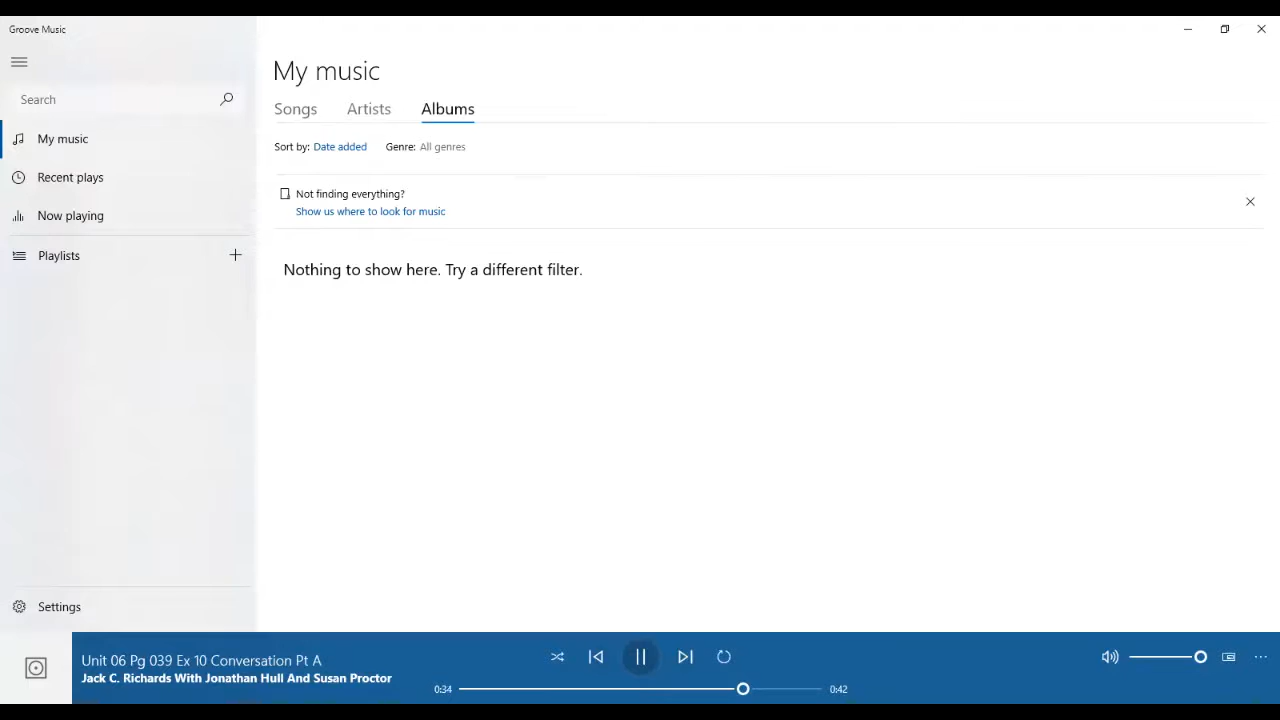 Groove Music
Search
My music
Recent plays
Now playing
Playlists
Settings
My music
Songs Artists Albums
Sort by: Date added Genre: All genres
Not finding everything?
Show us where to look for music
Nothing to show here. Try a different filter.
Unit 06 Pg 039 Ex 10 Conversation Pt A
Jack C. Richards With Jonathan Hull And Susan Proctor
0:34 0:42